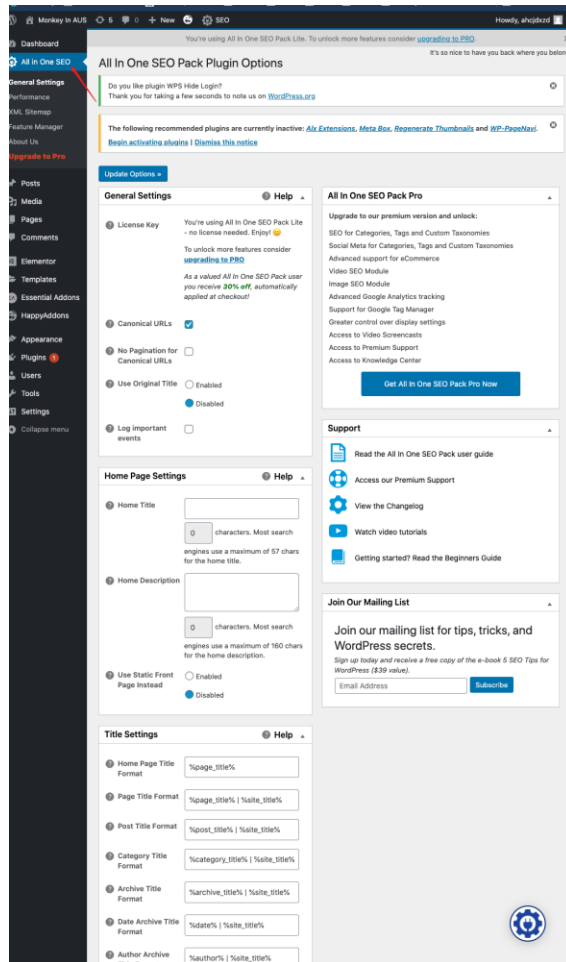 Monkey In AUS 5 0 + New SEO Howdy, ahcjdxzd
Dashboard
All in One SEO
General Settings
Performance
XML Sitemap
Feature Manager
About Us
Upgrade to Pro
Posts
Media
Pages
Comments
Elementor
Templates
Essential Addons
HappyAddons
Appearance
Plugins 1
Users
Tools
Settings
Collapse menu
You're using All In One SEO Pack Lite. To unlock more features consider upgrading to PRO.
It's so nice to have you back where you belon
All In One SEO Pack Plugin Options
Do you like plugin WPS Hide Login?
Thank you for taking a few seconds to note us on WordPress.org
The following recommended plugins are currently inactive: Alx Extensions, Meta Box, Regenerate Thumbnails and WP-PageNavi.
Begin activating plugins | Dismiss this notice
Update Options »
General Settings
Help
License Key
You're using All In One SEO Pack Lite
- no license needed. Enjoy!
To unlock more features consider
upgrading to PRO
As a valued All In One SEO Pack user
you receive 30% off, automatically
applied at checkout!
Canonical URLs
No Pagination for
Canonical URLs
Use Original Title
Enabled
Disabled
Log important
events
Home Page Settings
Help
Home Title
0 characters. Most search
engines use a maximum of 57 chars
for the home title.
Home Description
0 characters. Most search
engines use a maximum of 160 chars
for the home description.
Use Static Front
Page Instead
Enabled
Disabled
Title Settings
Help
Home Page Title
Format
%page_title%
Page Title Format
%page_title% | %site_title%
Post Title Format
%post_title% | %site_title%
Category Title
Format
%category_title% | %site_title%
Archive Title
Format
%archive_title% | %site_title%
Date Archive Title
Format
%date% | %site_title%
Author Archive
%author% | %site_title%
All In One SEO Pack Pro
Upgrade to our premium version and unlock:
SEO for Categories, Tags and Custom Taxonomies
Social Meta for Categories, Tags and Custom Taxonomies
Advanced support for eCommerce
Video SEO Module
Image SEO Module
Advanced Google Analytics tracking
Support for Google Tag Manager
Greater control over display settings
Access to Video Screencasts
Access to Premium Support
Access to Knowledge Center
Get All In One SEO Pack Pro Now
Support
Read the All In One SEO Pack user guide
Access our Premium Support
View the Changelog
Watch video tutorials
Getting started? Read the Beginners Guide
Join Our Mailing List
Join our mailing list for tips, tricks, and
WordPress secrets.
Sign up today and receive a free copy of the e-book 5 SEO Tips for
WordPress ($39 value).
Email Address
Subscribe